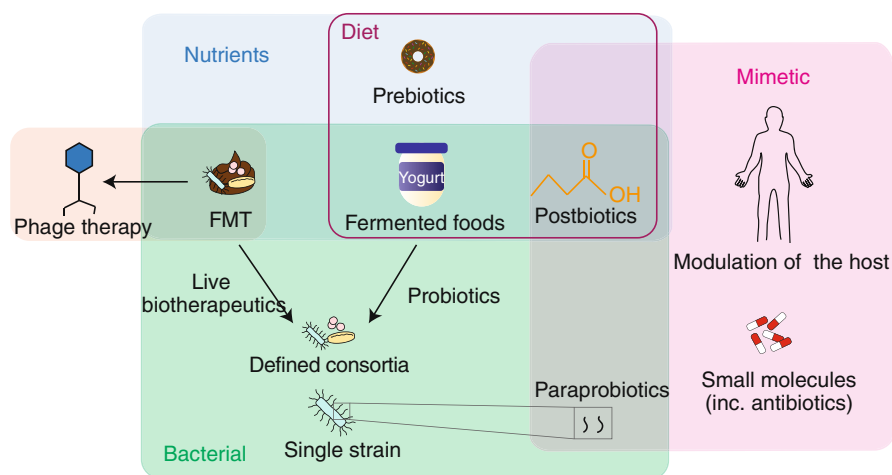 Diet
Nutrients
Mimetic
Prebiotics
Yogurt
O
OH
FMT
Phage therapy
Fermented foods
Postbiotics
Modulation of the host
Live
biotherapeutics
Probiotics
Defined consortia
Paraprobiotics
Small molecules
(inc. antibiotics)
Single strain
Bacterial